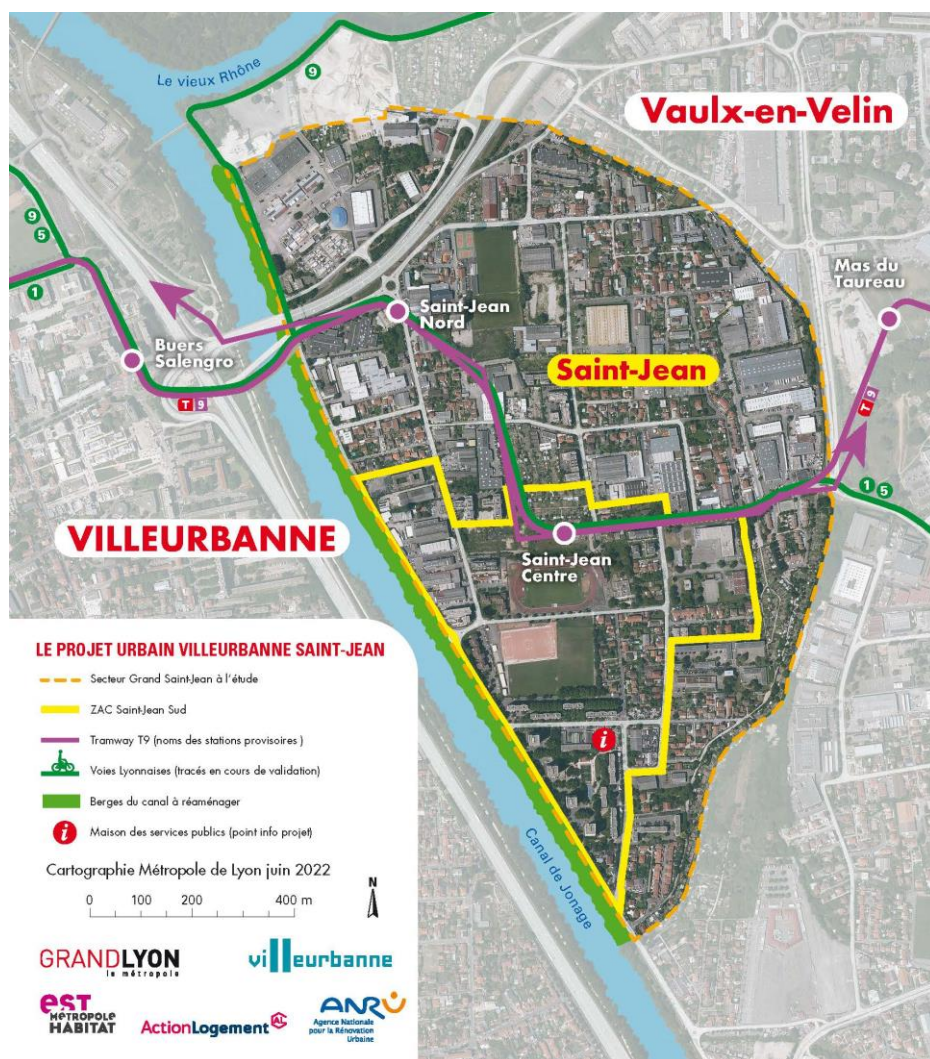 Le vieux Rhône
9
Vaulx-en-Velin
9
5
1
Mas du
Taureau
Saint-Jean
Nord
Buers
Salengro
Saint-Jean
T 9
T 9
1 5
VILLEURBANNE
Saint-Jean
Centre
LE PROJET URBAIN VILLEURBANNE SAINT-JEAN
Secteur Grand Saint-Jean à l'étude
ZAC Saint-Jean Sud
Tramway T9 (noms des stations provisoires )
Voies Lyonnaises (tracés en cours de validation)
Berges du canal à réaménager
i Maison des services publics (point info projet)
i
Canal de Jonage
Cartographie Métropole de Lyon juin 2022
0 100 200 400 m
N
GRANDLYON
la métropole
villeurbanne
est
MÉTROPOLE
HABITAT
ActionLogement AL
ANRU
Agence Nationale
pour la Rénovation
Urbaine